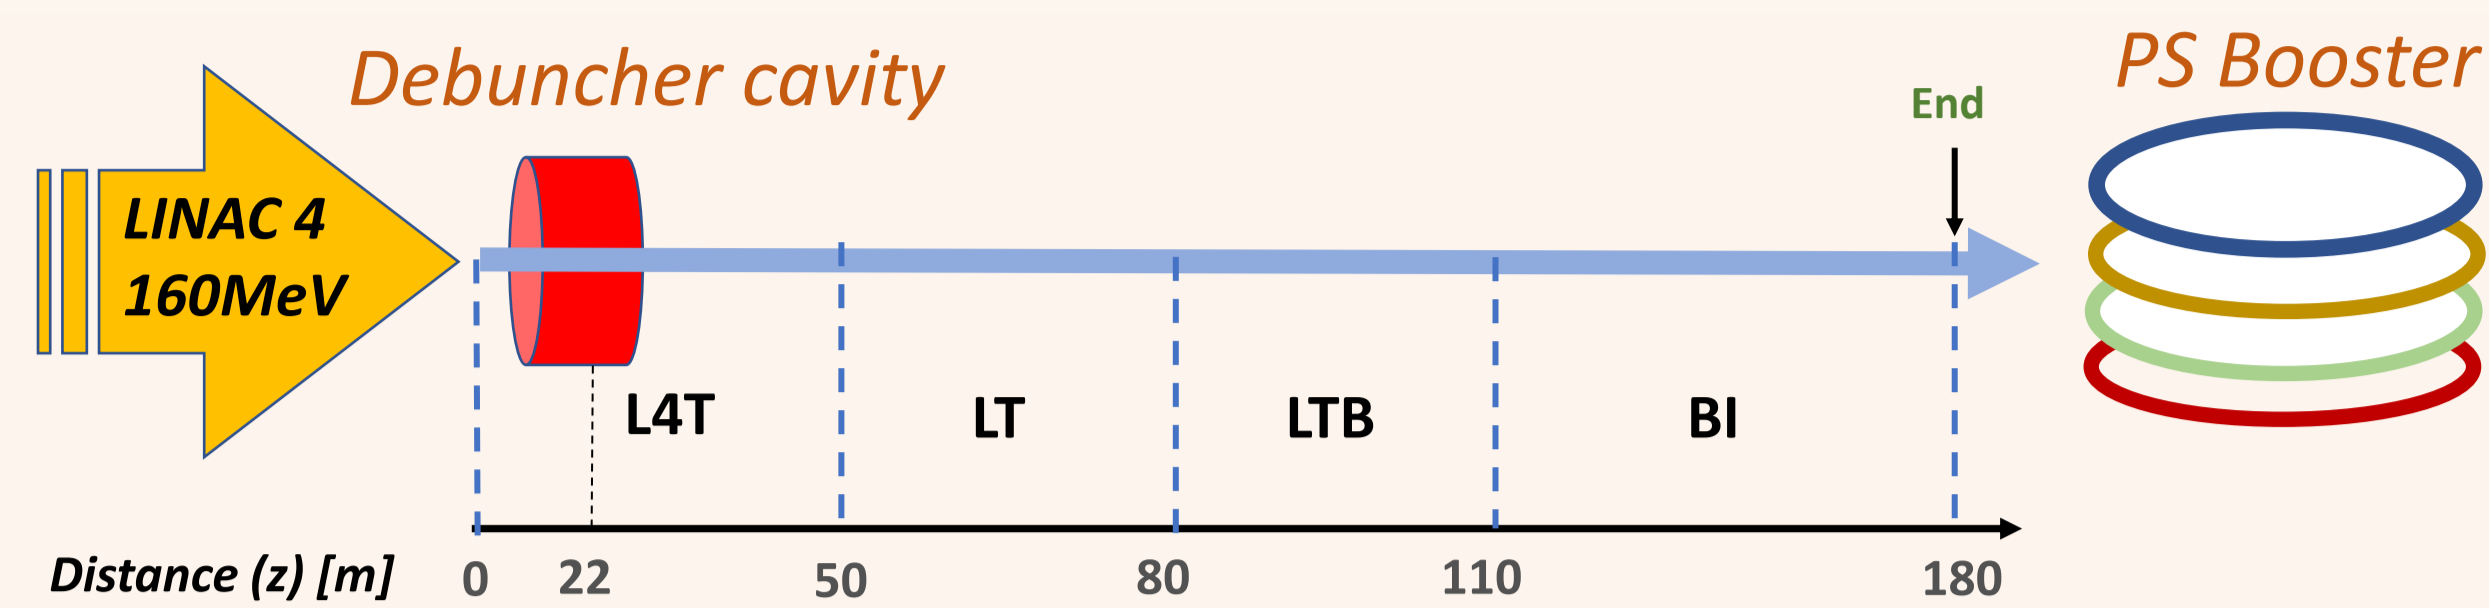 Debuncher cavity
PS Booster
End
LINAC 4
160MeV
L4T
LT
LTB
BI
Distance (z) [m]
0
22
50
80
110
180